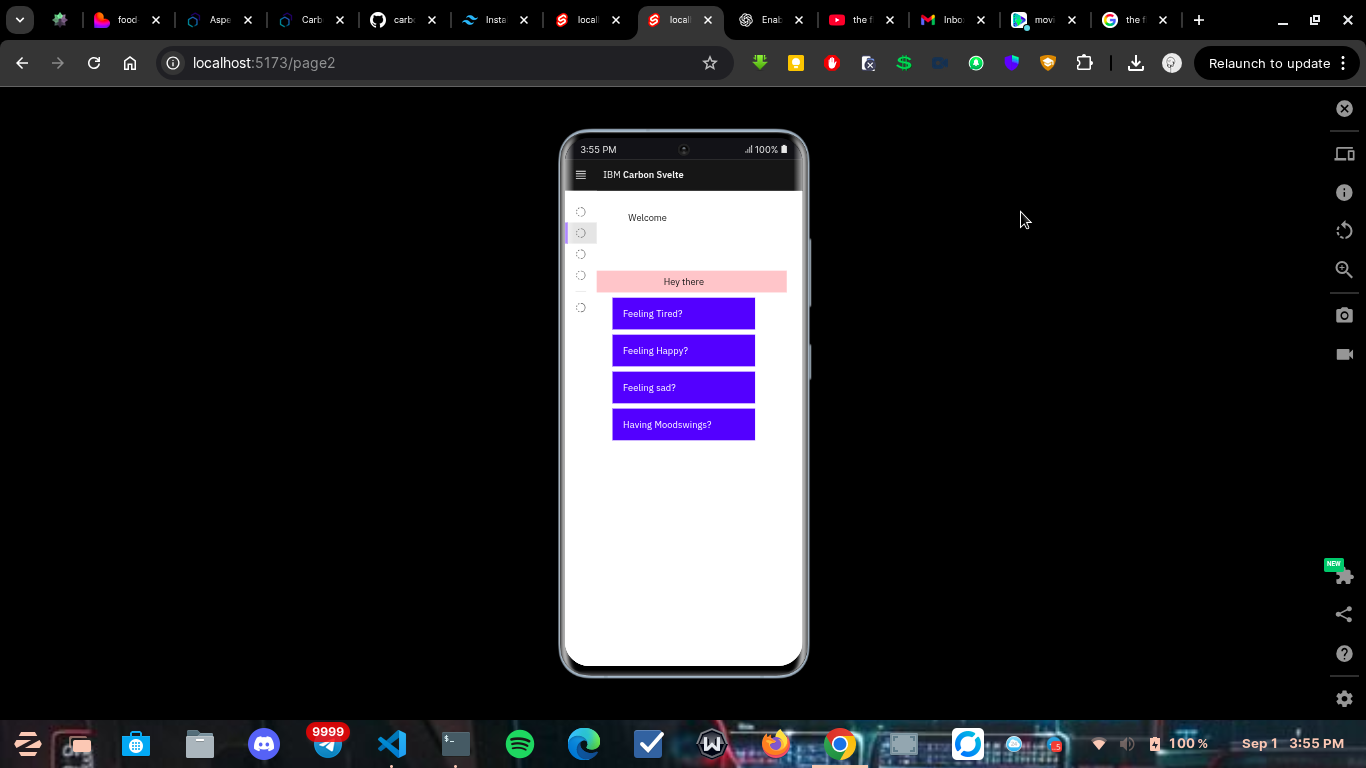 food
Aspe
Carb
carb
Insta
locall
locall
Enab
the f
Inbo
movi
the f
localhost:5173/page2
Relaunch to update
3:55 PM
100%
IBM Carbon Svelte
Welcome
Hey there
Feeling Tired?
Feeling Happy?
Feeling sad?
Having Moodswings?
NEW
9999
100 %
Sep 1 3:55 PM